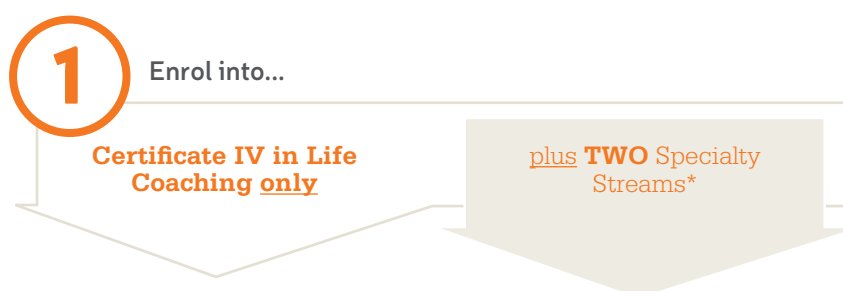 1
Enrol into...
Certificate IV in Life
Coaching only
plus TWO Specialty
Streams*